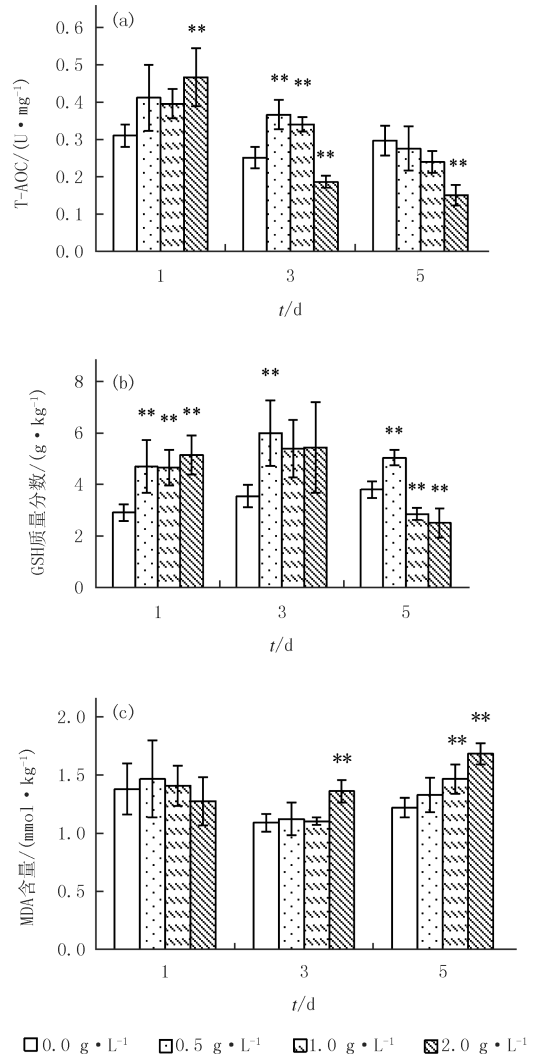 (a)
T-AOC/(U·mg⁻¹)
0.6
0.5
0.4
0.3
0.2
0.1
0.0
**
** ** **
**
1 3 5
t/d
(b)
GSH质量分数/(g·kg⁻¹)
8
6
4
2
0
** ** **
**
** ** **
1 3 5
t/d
(c)
MDA含量/(mmol·kg⁻¹)
2.0
1.5
1.0
0.5
0.0
**
** **
1 3 5
t/d
0.0 g·L⁻¹ 0.5 g·L⁻¹ 1.0 g·L⁻¹ 2.0 g·L⁻¹